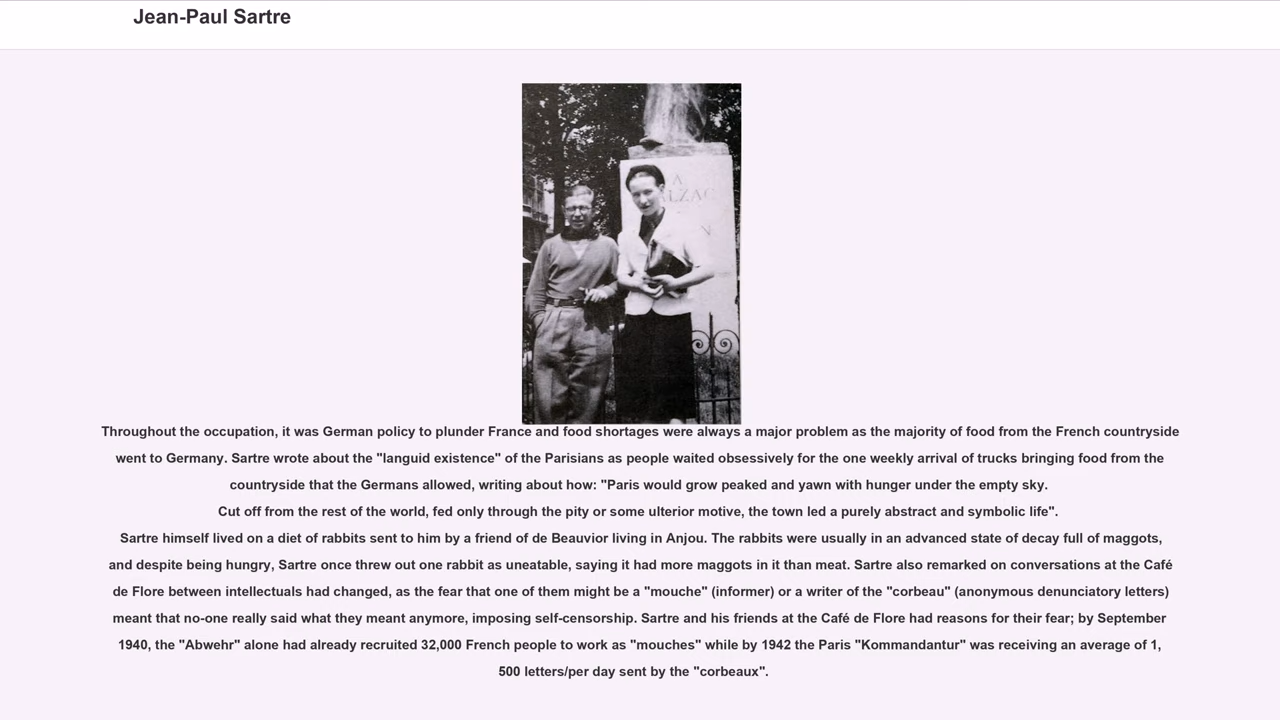 Jean-Paul Sartre
A
LZAC
Throughout the occupation, it was German policy to plunder France and food shortages were always a major problem as the majority of food from the French countryside
went to Germany. Sartre wrote about the "languid existence" of the Parisians as people waited obsessively for the one weekly arrival of trucks bringing food from the
countryside that the Germans allowed, writing about how: "Paris would grow peaked and yawn with hunger under the empty sky.
Cut off from the rest of the world, fed only through the pity or some ulterior motive, the town led a purely abstract and symbolic life".
Sartre himself lived on a diet of rabbits sent to him by a friend of de Beauvior living in Anjou. The rabbits were usually in an advanced state of decay full of maggots,
and despite being hungry, Sartre once threw out one rabbit as uneatable, saying it had more maggots in it than meat. Sartre also remarked on conversations at the Café
de Flore between intellectuals had changed, as the fear that one of them might be a "mouche" (informer) or a writer of the "corbeau" (anonymous denunciatory letters)
meant that no-one really said what they meant anymore, imposing self-censorship. Sartre and his friends at the Café de Flore had reasons for their fear; by September
1940, the "Abwehr" alone had already recruited 32,000 French people to work as "mouches" while by 1942 the Paris "Kommandantur" was receiving an average of 1,
500 letters/per day sent by the "corbeaux".